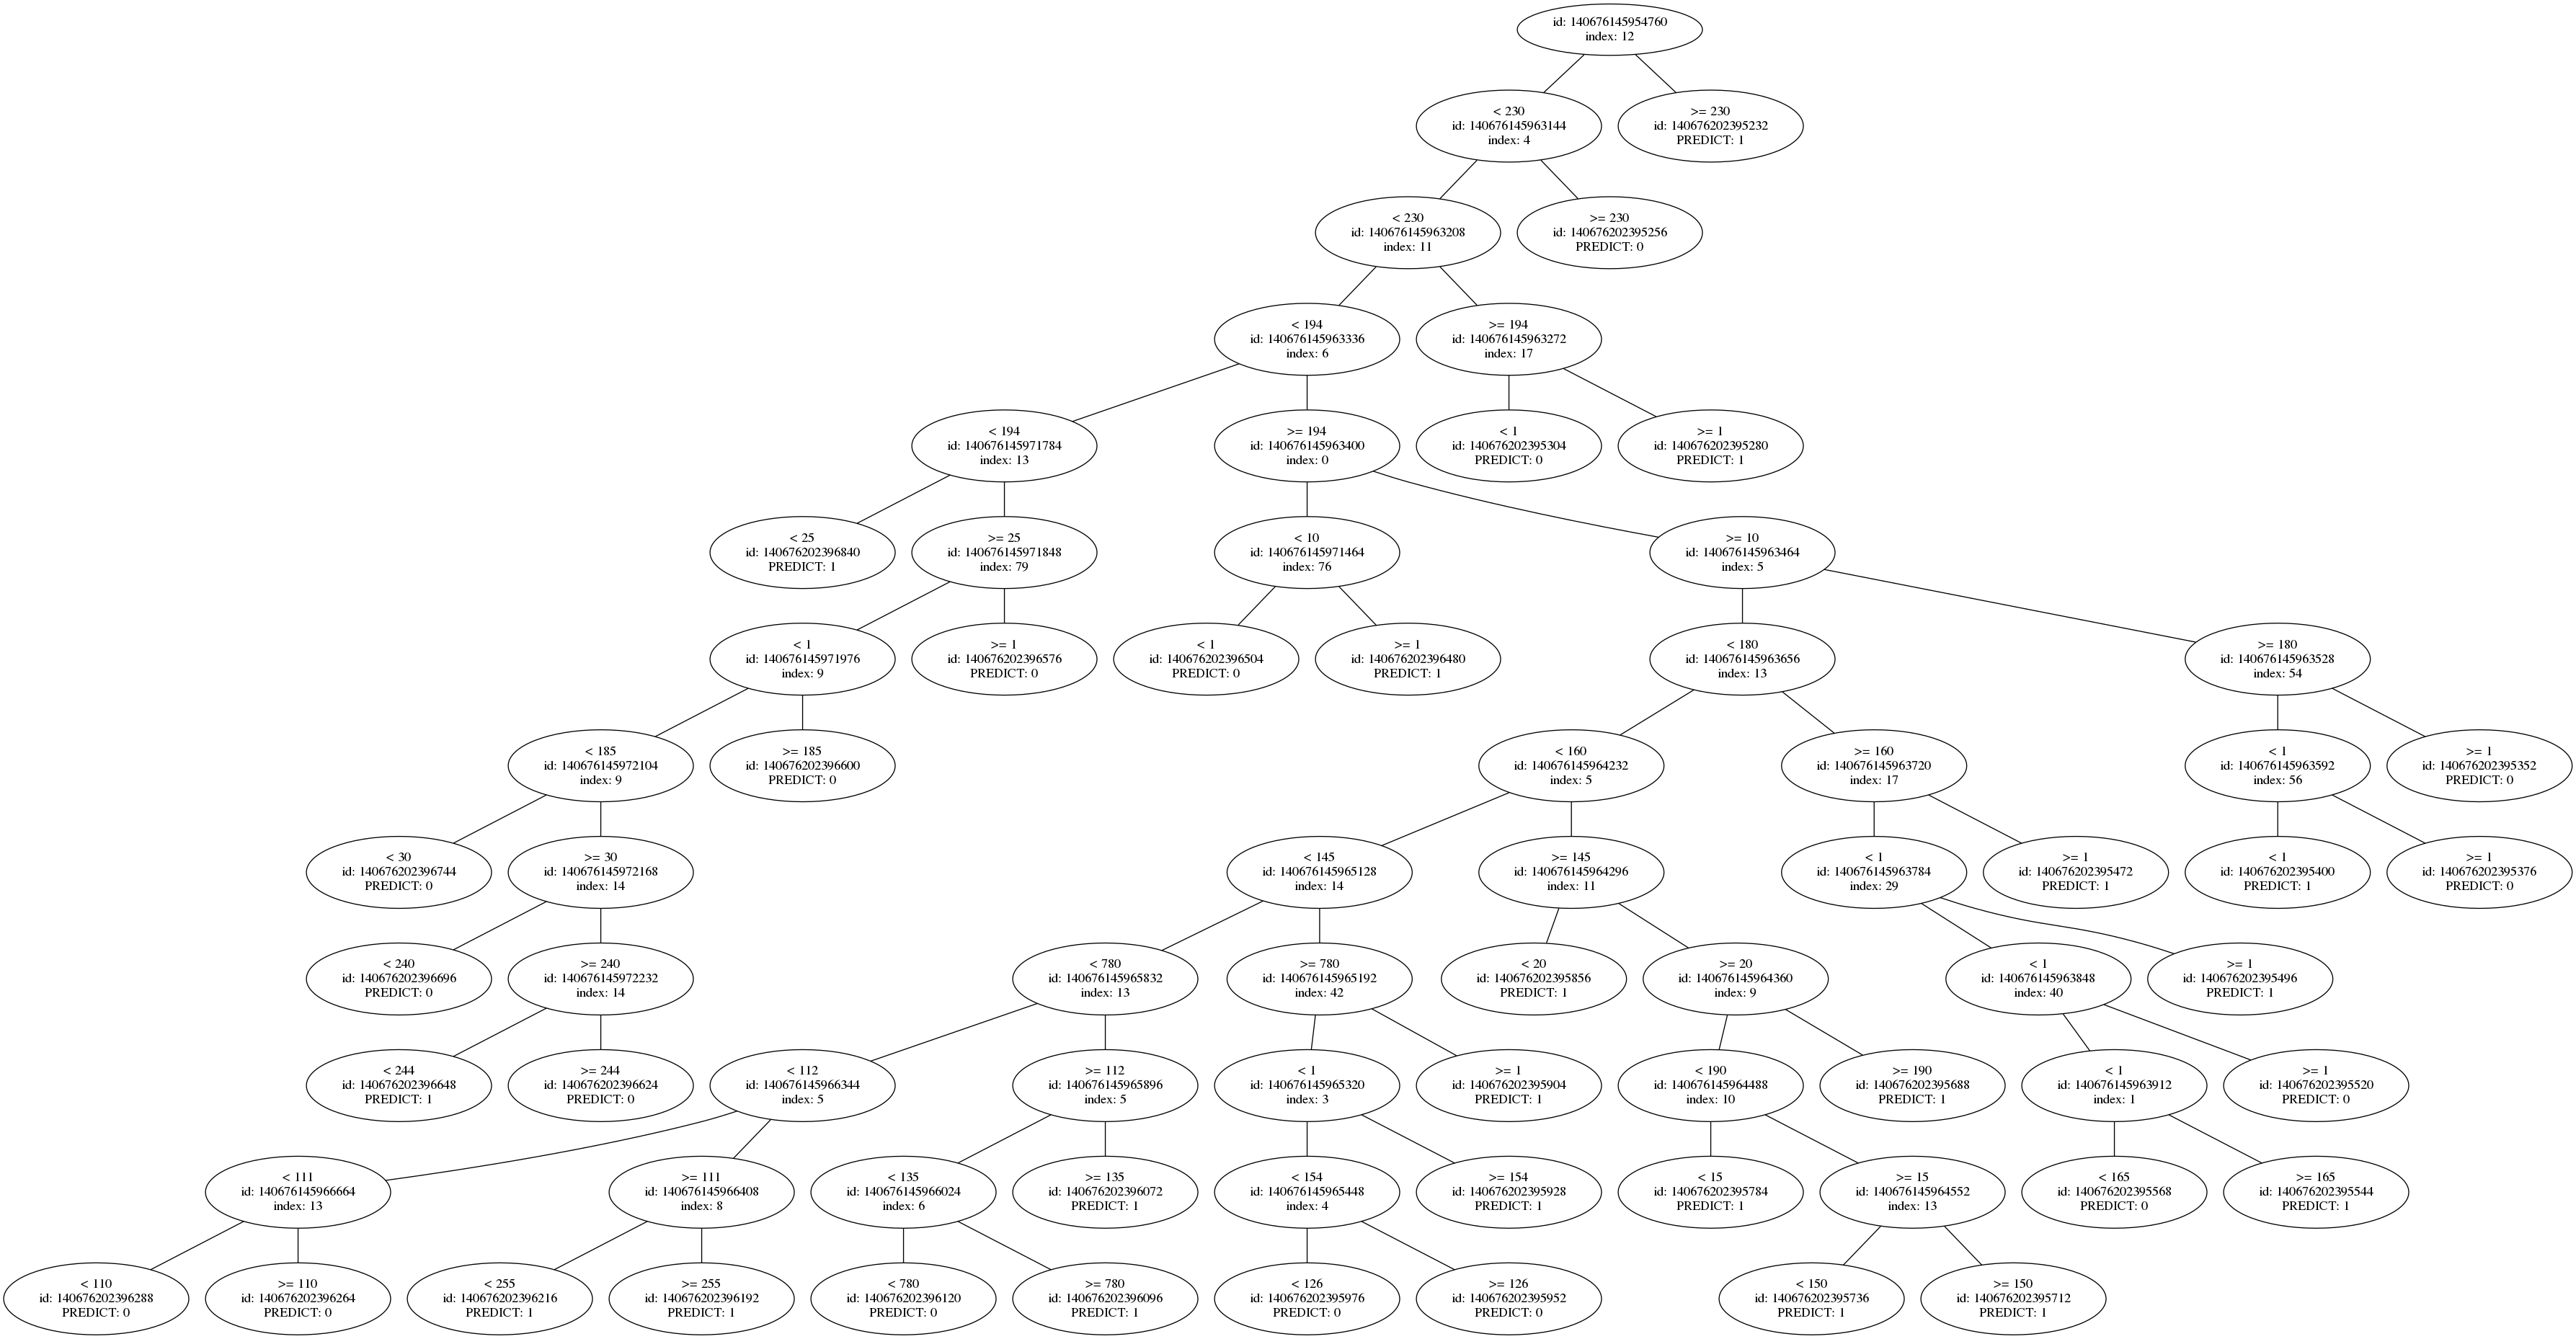 id: 140676145954760
index: 12
< 230
id: 140676145963144
index: 4
>= 230
id: 140676202395232
PREDICT: 1
< 230
id: 140676145963208
index: 11
>= 230
id: 140676202395256
PREDICT: 0
< 194
id: 140676145963336
index: 6
>= 194
id: 140676145963272
index: 17
< 194
id: 140676145971784
index: 13
>= 194
id: 140676145963400
index: 0
< 1
id: 140676202395304
PREDICT: 0
>= 1
id: 140676202395280
PREDICT: 1
< 25
id: 140676202396840
PREDICT: 1
>= 25
id: 140676145971848
index: 79
< 10
id: 140676145971464
index: 76
>= 10
id: 140676145963464
index: 5
< 1
id: 140676145971976
index: 9
>= 1
id: 140676202396576
PREDICT: 0
< 1
id: 140676202396504
PREDICT: 0
>= 1
id: 140676202396480
PREDICT: 1
< 180
id: 140676145963656
index: 13
>= 180
id: 140676145963528
index: 54
< 185
id: 140676145972104
index: 9
>= 185
id: 140676202396600
PREDICT: 0
< 160
id: 140676145964232
index: 5
>= 160
id: 140676145963720
index: 17
< 1
id: 140676145963592
index: 56
>= 1
id: 140676202395352
PREDICT: 0
< 30
id: 140676202396744
PREDICT: 0
>= 30
id: 140676145972168
index: 14
< 145
id: 140676145965128
index: 14
>= 145
id: 140676145964296
index: 11
< 1
id: 140676145963784
index: 29
>= 1
id: 140676202395472
PREDICT: 1
< 1
id: 140676202395400
PREDICT: 1
>= 1
id: 140676202395376
PREDICT: 0
< 240
id: 140676202396696
PREDICT: 0
>= 240
id: 140676145972232
index: 14
< 780
id: 140676145965832
index: 13
>= 780
id: 140676145965192
index: 42
< 20
id: 140676202395856
PREDICT: 1
>= 20
id: 140676145964360
index: 9
< 1
id: 140676145963848
index: 40
>= 1
id: 140676202395496
PREDICT: 1
< 244
id: 140676202396648
PREDICT: 1
>= 244
id: 140676202396624
PREDICT: 0
< 112
id: 140676145966344
index: 5
>= 112
id: 140676145965896
index: 5
< 1
id: 140676145965320
index: 3
>= 1
id: 140676202395904
PREDICT: 1
< 190
id: 140676145964488
index: 10
>= 190
id: 140676202395688
PREDICT: 1
< 1
id: 140676145963912
index: 1
>= 1
id: 140676202395520
PREDICT: 0
< 111
id: 140676145966664
index: 13
>= 111
id: 140676145966408
index: 8
< 135
id: 140676145966024
index: 6
>= 135
id: 140676202396072
PREDICT: 1
< 154
id: 140676145965448
index: 4
>= 154
id: 140676202395928
PREDICT: 1
< 15
id: 140676202395784
PREDICT: 1
>= 15
id: 140676145964552
index: 13
< 165
id: 140676202395568
PREDICT: 0
>= 165
id: 140676202395544
PREDICT: 1
< 110
id: 140676202396288
PREDICT: 0
>= 110
id: 140676202396264
PREDICT: 0
< 255
id: 140676202396216
PREDICT: 1
>= 255
id: 140676202396192
PREDICT: 1
< 780
id: 140676202396120
PREDICT: 0
>= 780
id: 140676202396096
PREDICT: 1
< 126
id: 140676202395976
PREDICT: 0
>= 126
id: 140676202395952
PREDICT: 0
< 150
id: 140676202395736
PREDICT: 1
>= 150
id: 140676202395712
PREDICT: 1